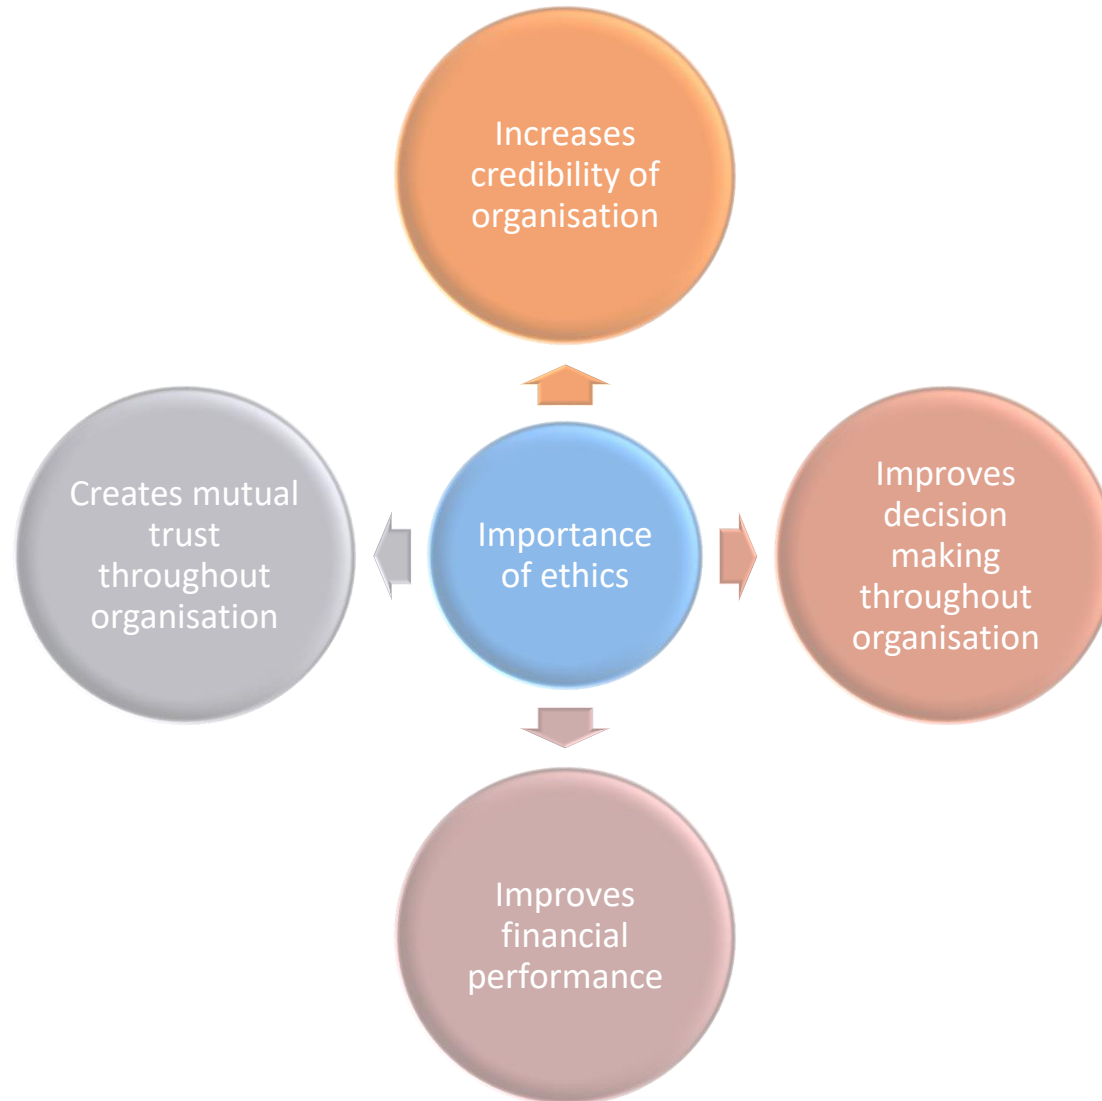 Increases
credibility of
organisation
Creates mutual
trust
throughout
organisation
Importance
of ethics
Improves
decision
making
throughout
organisation
Improves
financial
performance